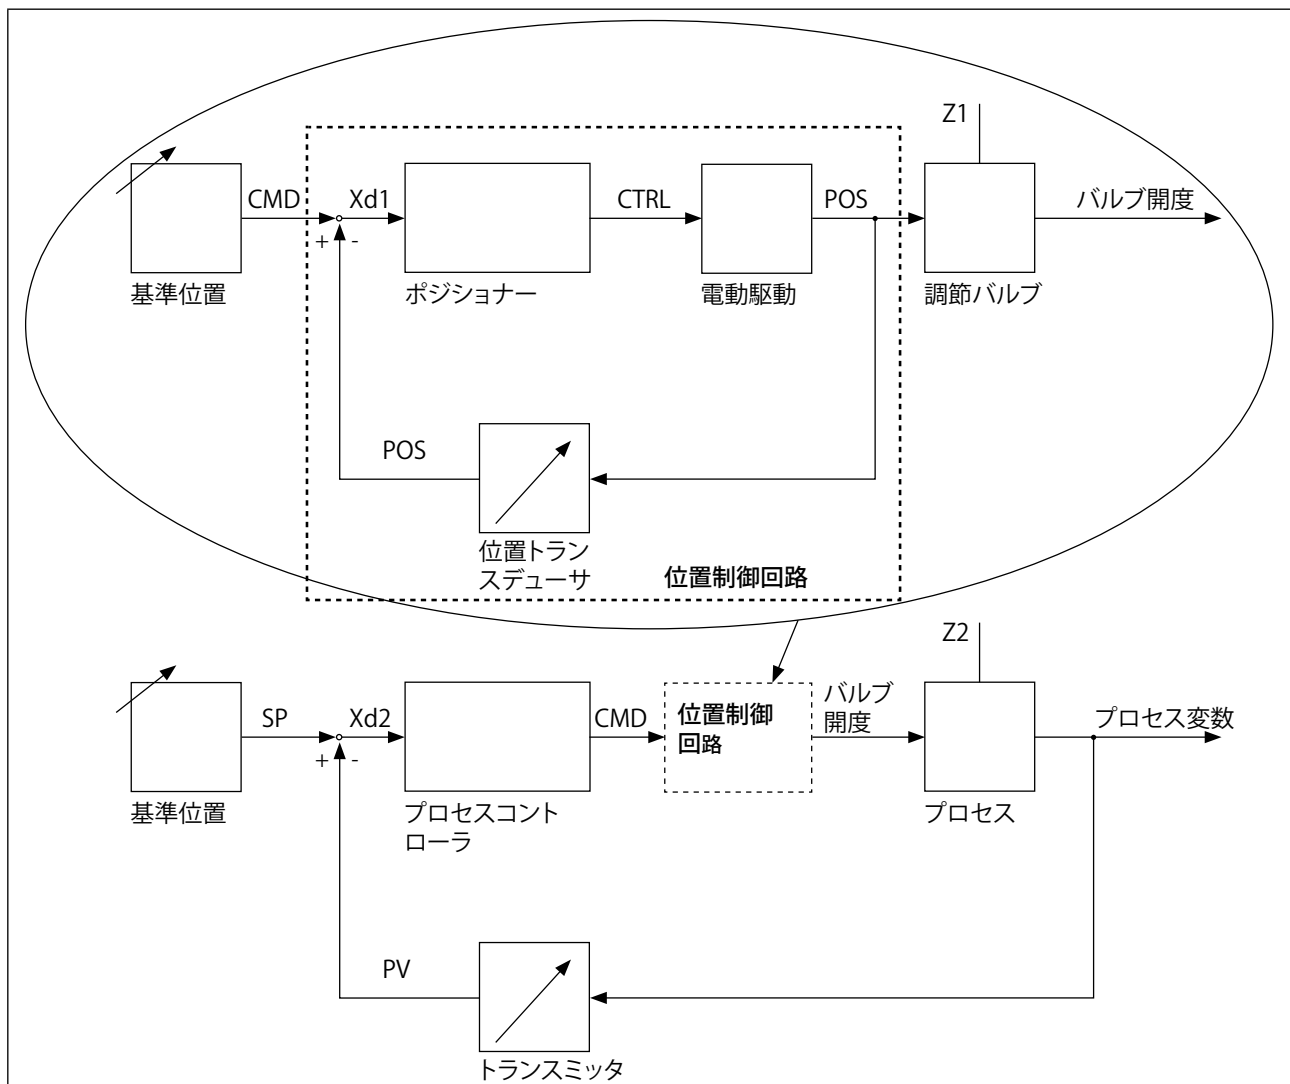 Z1
CMD
Xd1
CTRL
POS
バルブ開度
+ -
基準位置
ポジショナー
電動駆動
調節バルブ
POS
位置トラン
スデューサ
位置制御回路
Z2
SP
Xd2
CMD
位置制御
回路
バルブ
開度
プロセス変数
+ -
基準位置
プロセスコント
ローラ
プロセス
PV
トランスミッタ